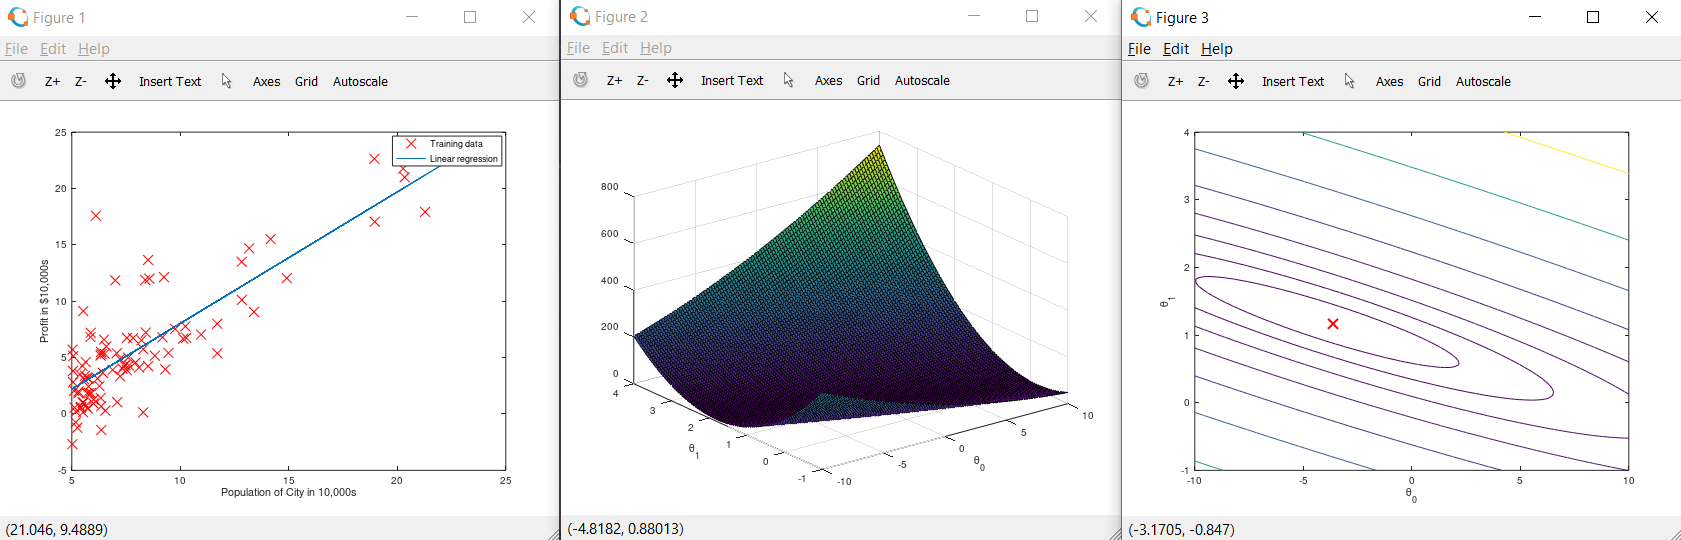 Figure 1
File Edit Help
Z+ Z- Insert Text Axes Grid Autoscale
25
20
15
10
5
0
-5
Profit in $10,000s
Training data
Linear regression
5 10 15 20 25
Population of City in 10,000s
(21.046, 9.4889)
Figure 2
File Edit Help
Z+ Z- Insert Text Axes Grid Autoscale
800
600
400
200
0
4
3
2
1
0
-1
θ1
-10
-5
0
5
10
θ0
(-4.8182, 0.88013)
Figure 3
File Edit Help
Z+ Z- Insert Text Axes Grid Autoscale
4
3
2
1
0
-1
θ1
-10 -5 0 5 10
θ0
(-3.1705, -0.847)